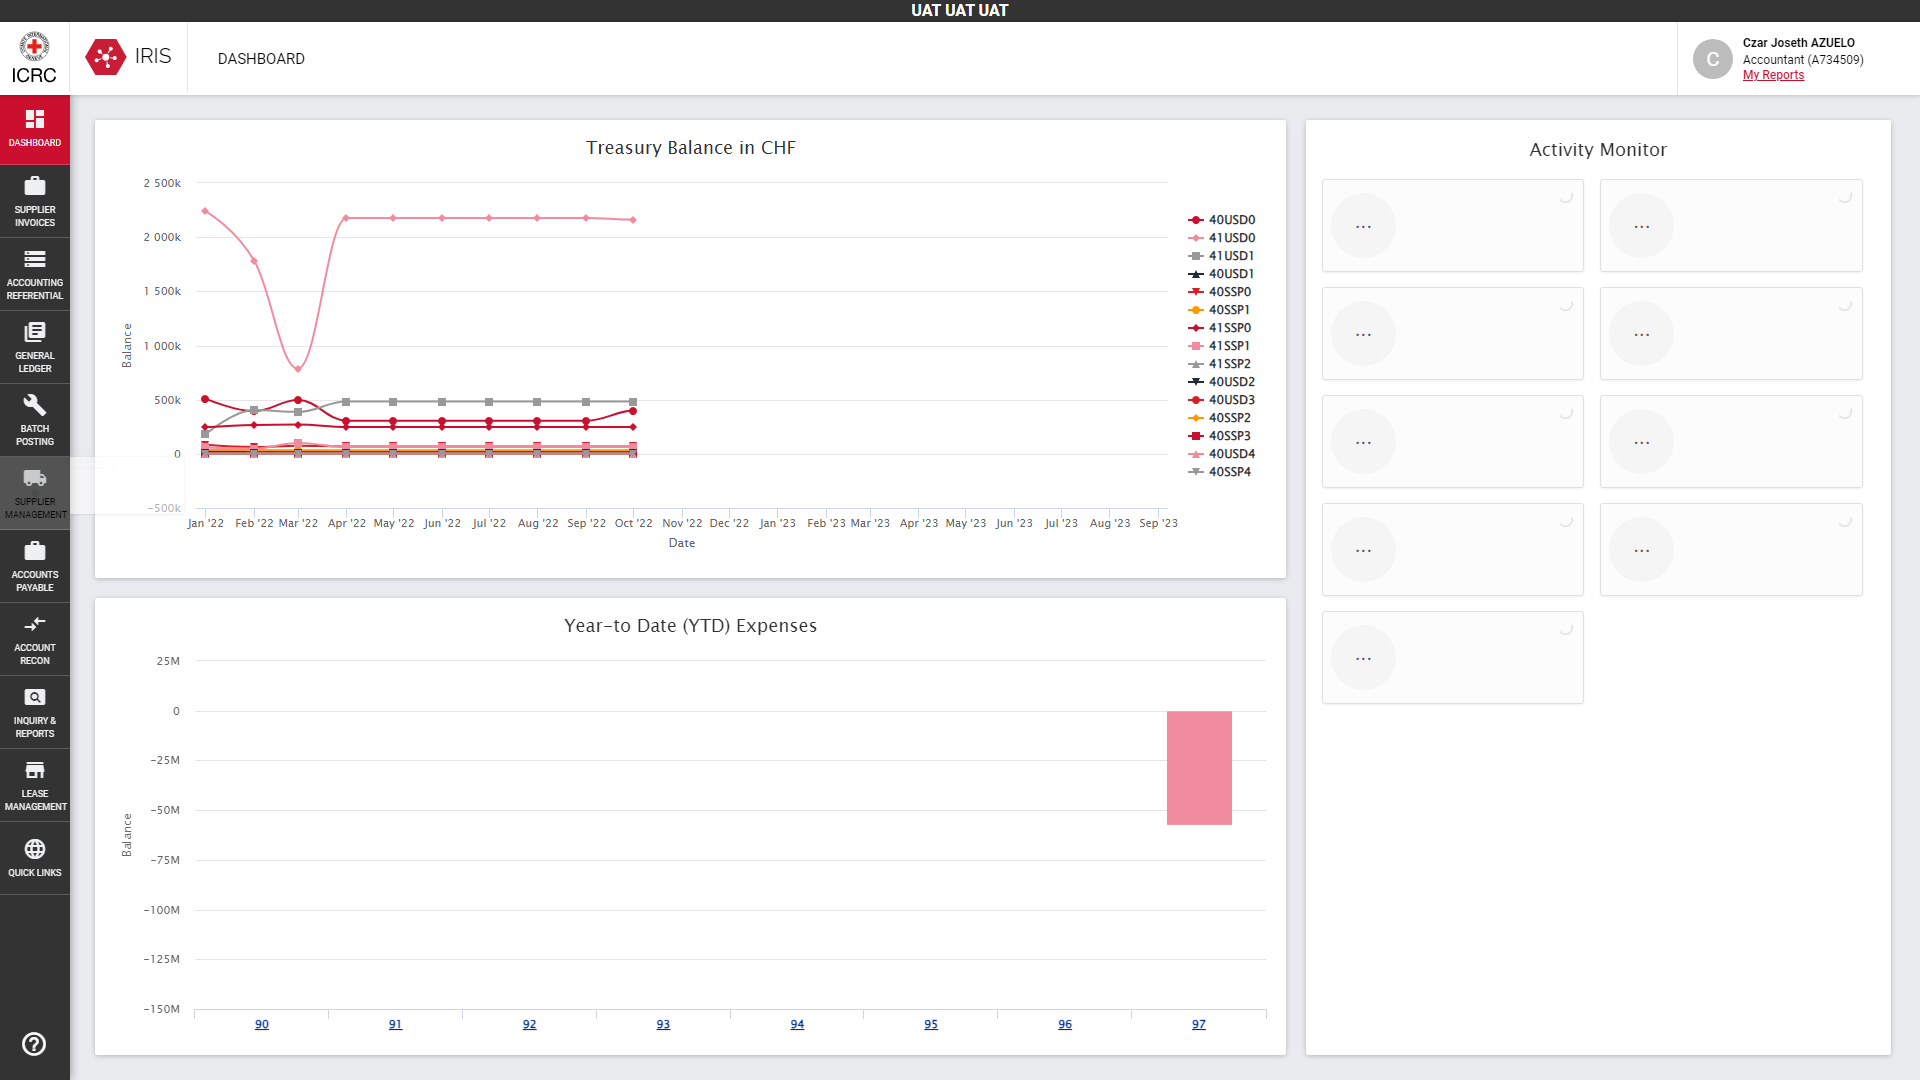 UAT UAT UAT
ICRC
IRIS
DASHBOARD
Czar Joseth AZUELO
Accountant (A734509)
My Reports
C
DASHBOARD
SUPPLIER
INVOICES
ACCOUNTING
REFERENTIAL
GENERAL
LEDGER
BATCH
POSTING
SUPPLIER
MANAGEMENT
ACCOUNTS
PAYABLE
ACCOUNT
RECON
INQUIRY &
REPORTS
LEASE
MANAGEMENT
QUICK LINKS
Treasury Balance in CHF
2 500k
2 000k
1 500k
1 000k
500k
0
-500k
Balance
Jan '22 Feb '22 Mar '22 Apr '22 May '22 Jun '22 Jul '22 Aug '22 Sep '22 Oct '22 Nov '22 Dec '22 Jan '23 Feb '23 Mar '23 Apr '23 May '23 Jun '23 Jul '23 Aug '23 Sep '23
Date
40USD0
41USD0
41USD1
40USD1
40SSP0
40SSP1
41SSP0
41SSP1
41SSP2
40USD2
40USD3
40SSP2
40SSP3
40USD4
40SSP4
Year-to Date (YTD) Expenses
25M
0
-25M
-50M
-75M
-100M
-125M
-150M
Balance
90 91 92 93 94 95 96 97
Activity Monitor
... ...
... ...
... ...
... ...
...